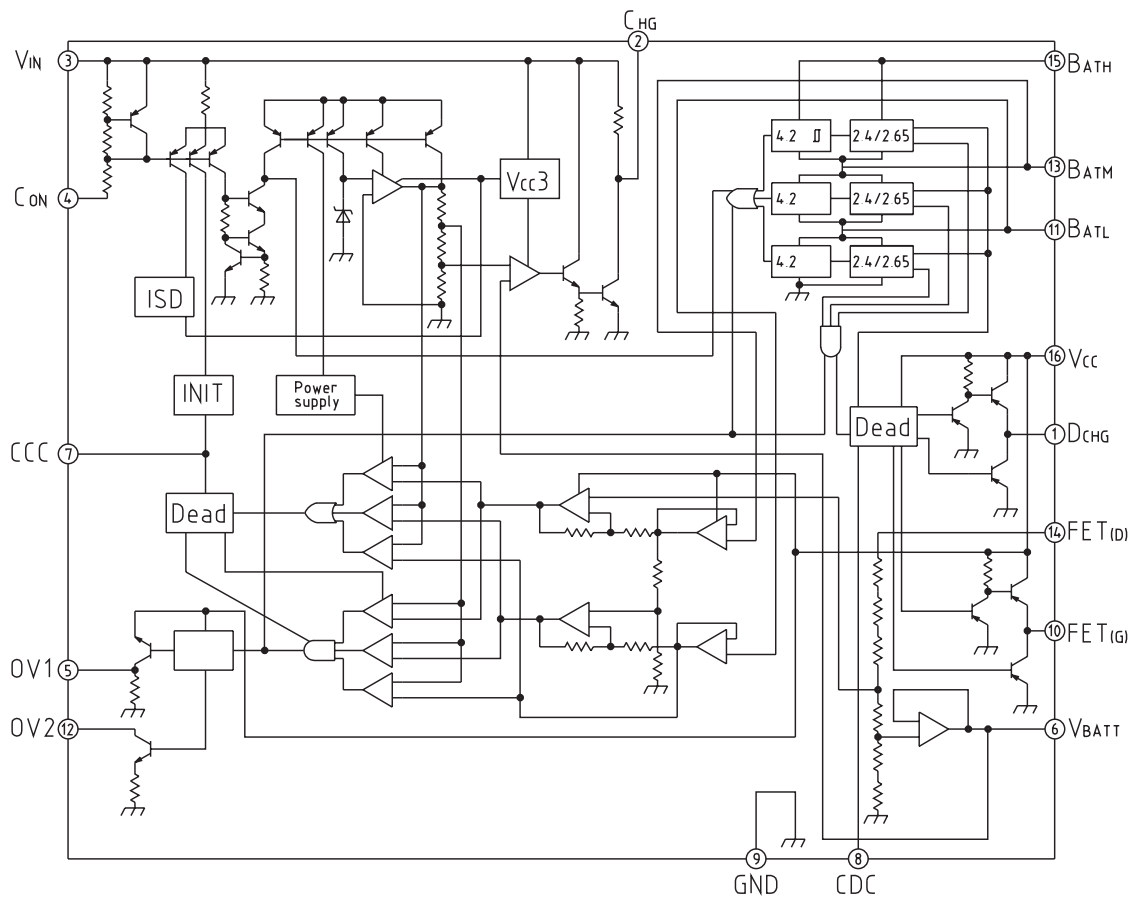 CHG
2
VIN 3
15 BATH
4.2
2.4/2.65
13 BATM
VCC3
CON 4
4.2
2.4/2.65
11 BATL
4.2
2.4/2.65
ISD
16 VCC
INIT
Power
supply
Dead
1 DCHG
CCC 7
Dead
14 FET(D)
10 FET(G)
OV1 5
OV2 12
6 VBATT
9
8
GND
CDC